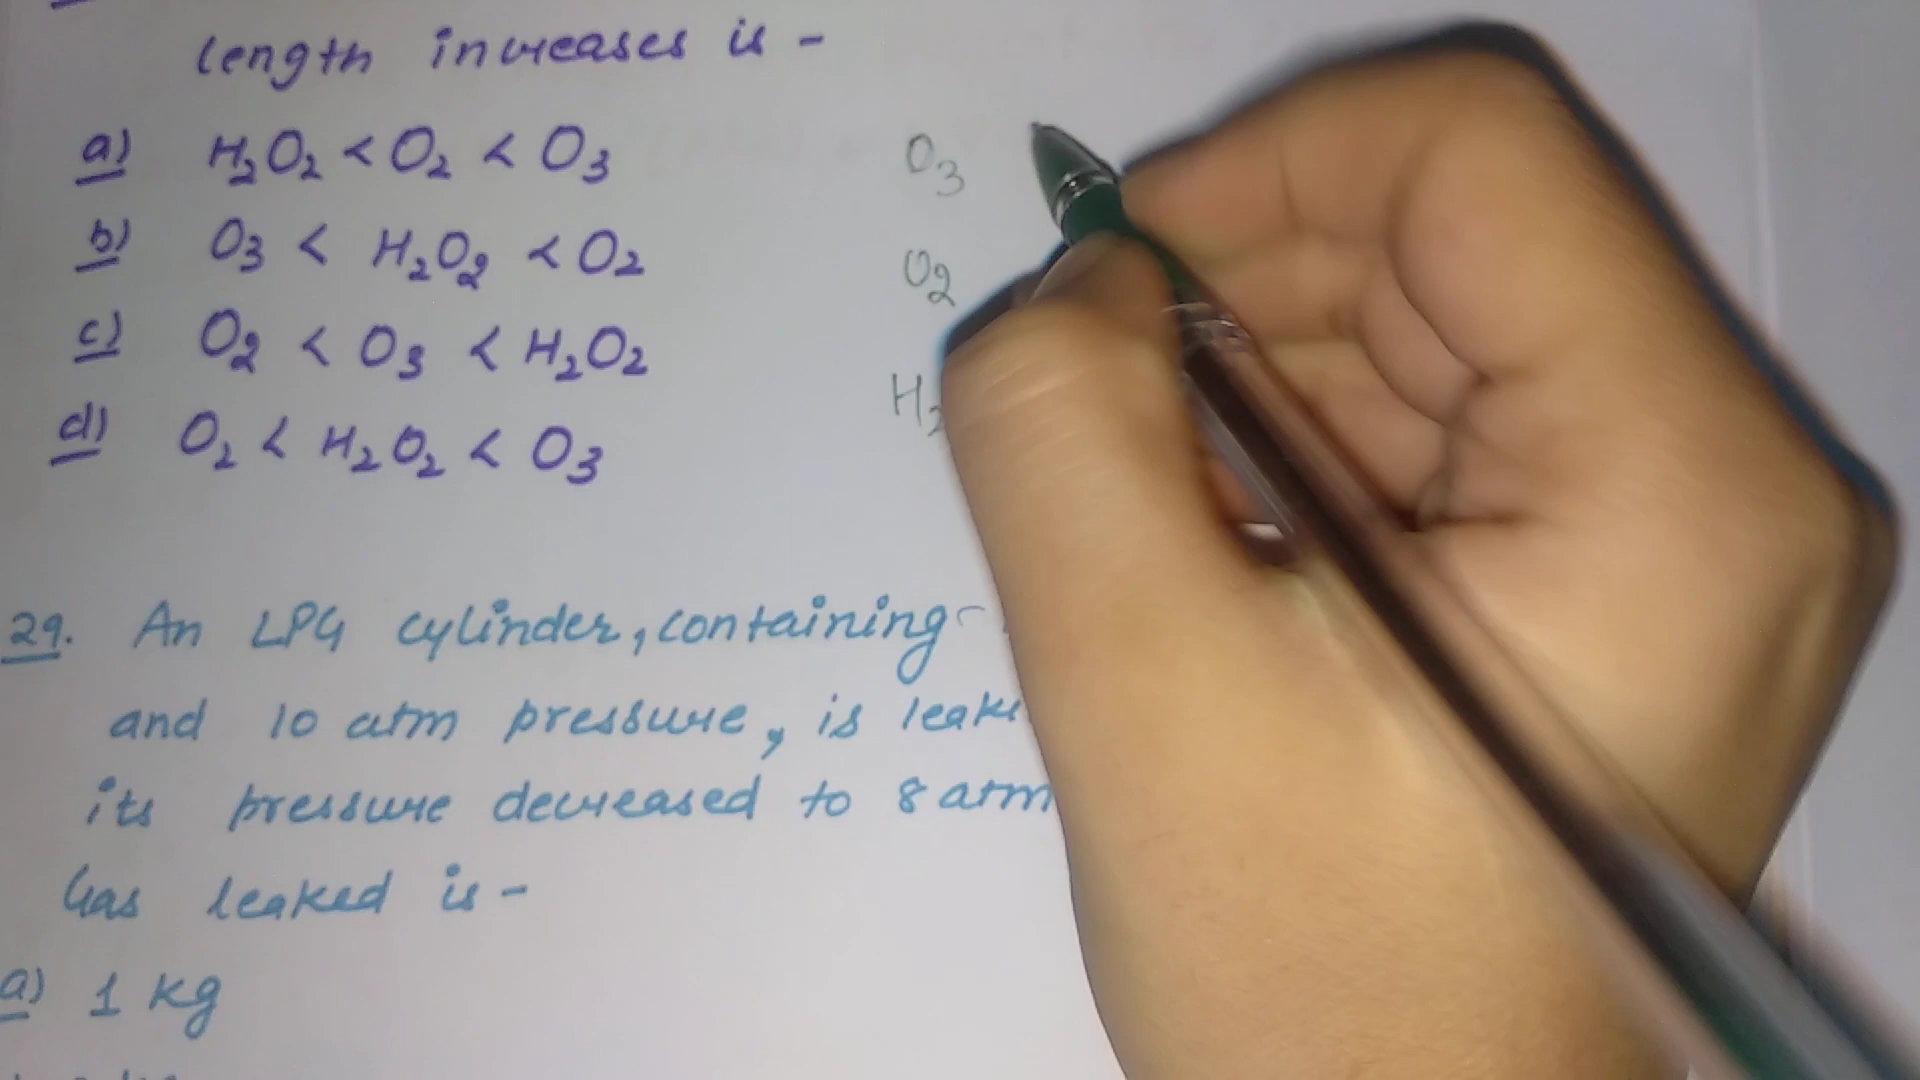 length increases is -
a) H₂O₂ < O₂ < O₃
b) O₃ < H₂O₂ < O₂
c) O₂ < O₃ < H₂O₂
d) O₂ < H₂O₂ < O₃
O₃
O₂
H₂
29. An LPG cylinder, containing
and 10 atm pressure, is
its pressure decreased to 8 atm
Gas leaked is -
a) 1 kg